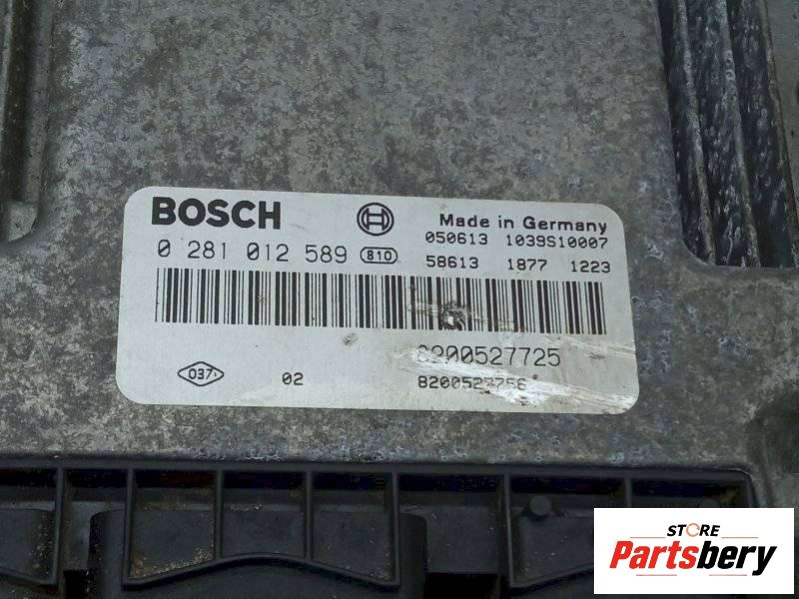 BOSCH
Made in Germany
0 281 012 589 810
050613 1039S10007
58613 1877 1223
8200527725
037
02
STORE
Partsbery